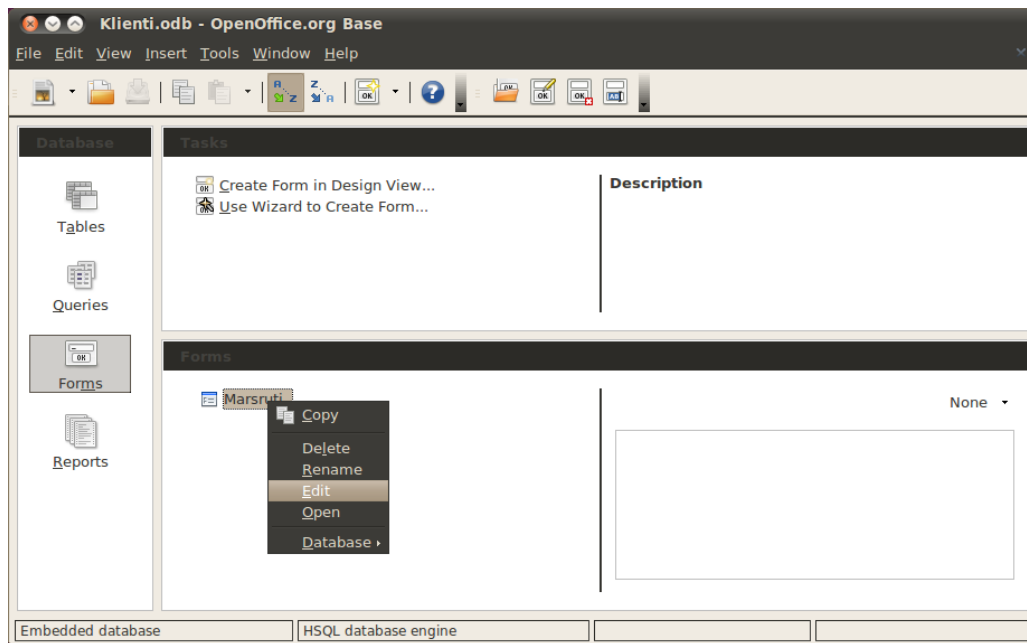 Klienti.odb - OpenOffice.org Base
File Edit View Insert Tools Window Help
Database
Tasks
Create Form in Design View...
Use Wizard to Create Form...
Description
Tables
Queries
Forms
Reports
Forms
Marsruti
Copy
Delete
Rename
Edit
Open
Database
None
Embedded database
HSQL database engine